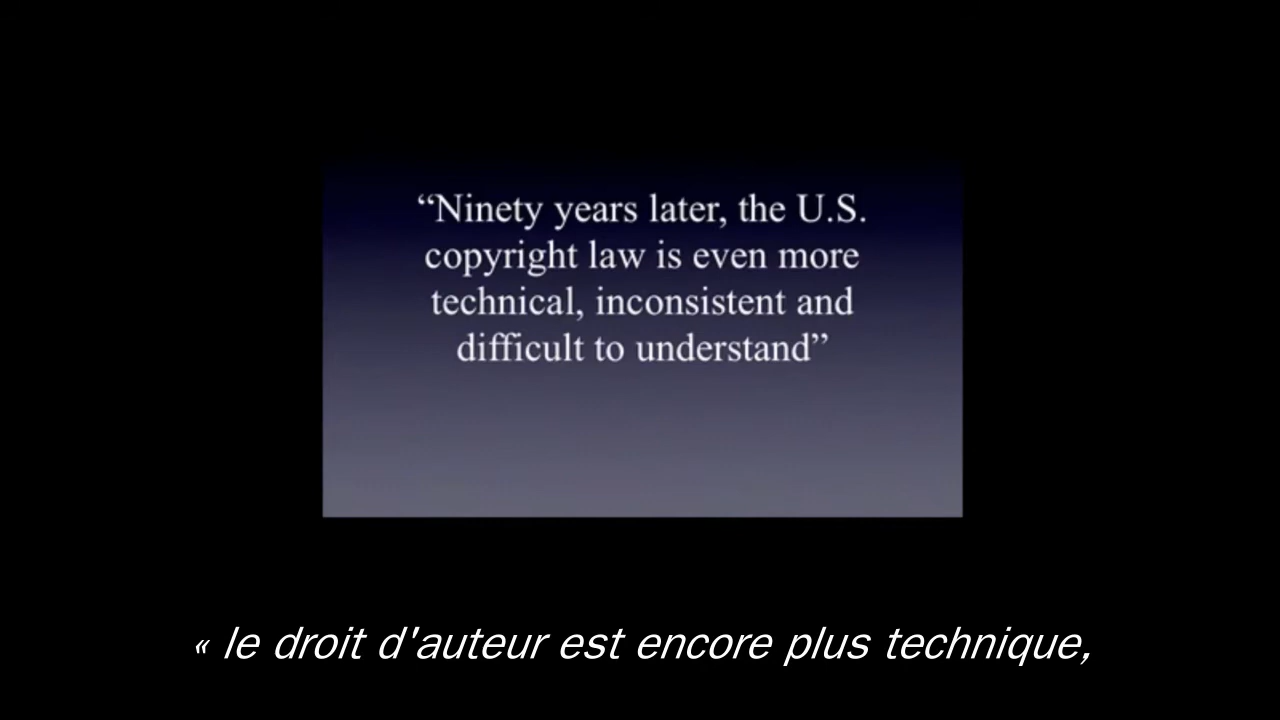 “Ninety years later, the U.S.
copyright law is even more
technical, inconsistent and
difficult to understand”
« le droit d'auteur est encore plus technique,